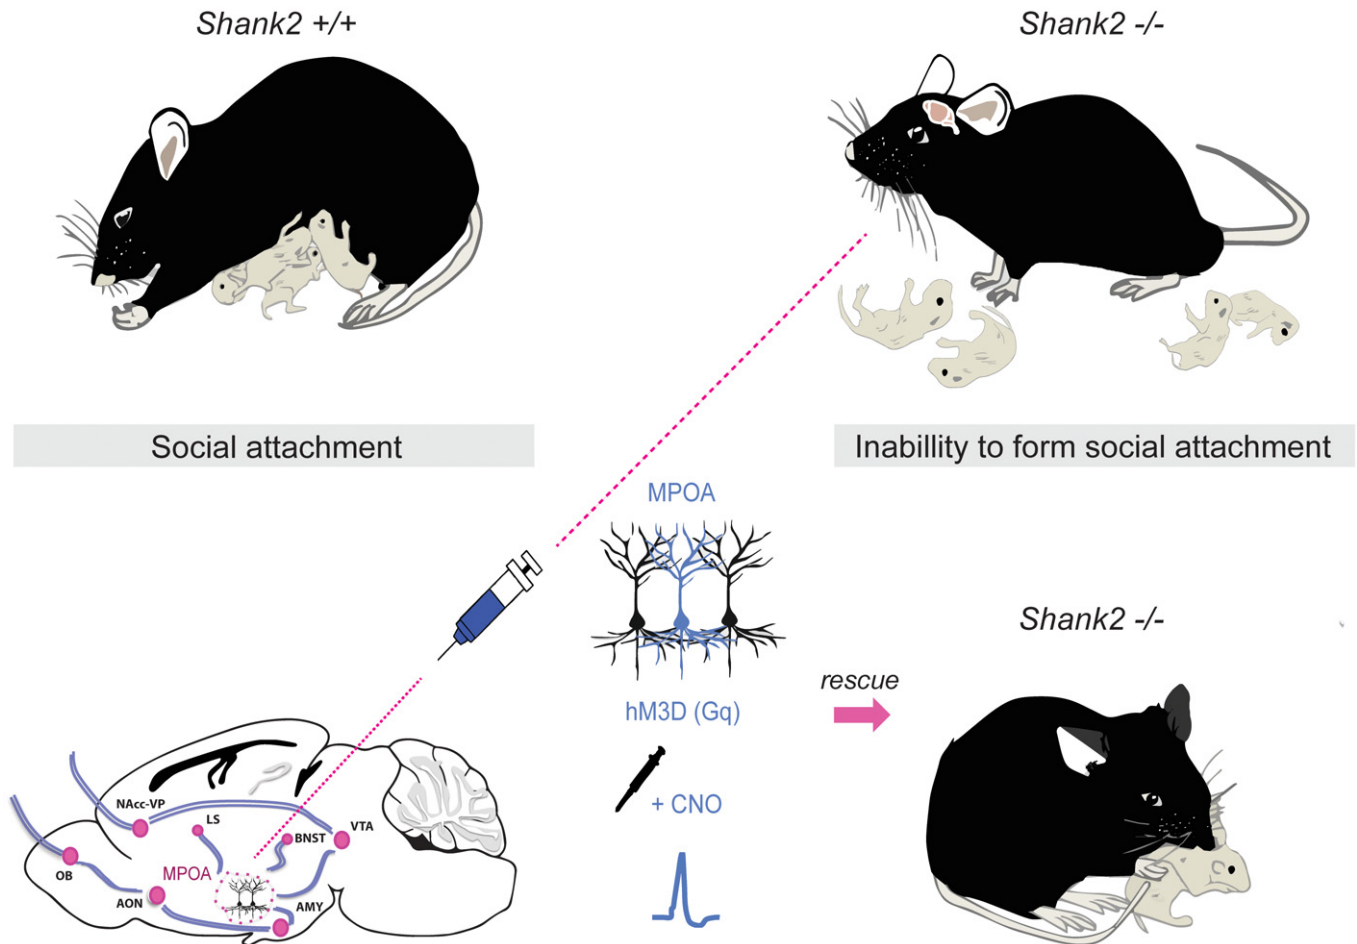 Shank2 +/+
Shank2 -/-
Social attachment
Inabillity to form social attachment
MPOA
hM3D (Gq)
+ CNO
rescue
Shank2 -/-
NAcc-VP
LS
BNST
VTA
OB
MPOA
AON
AMY